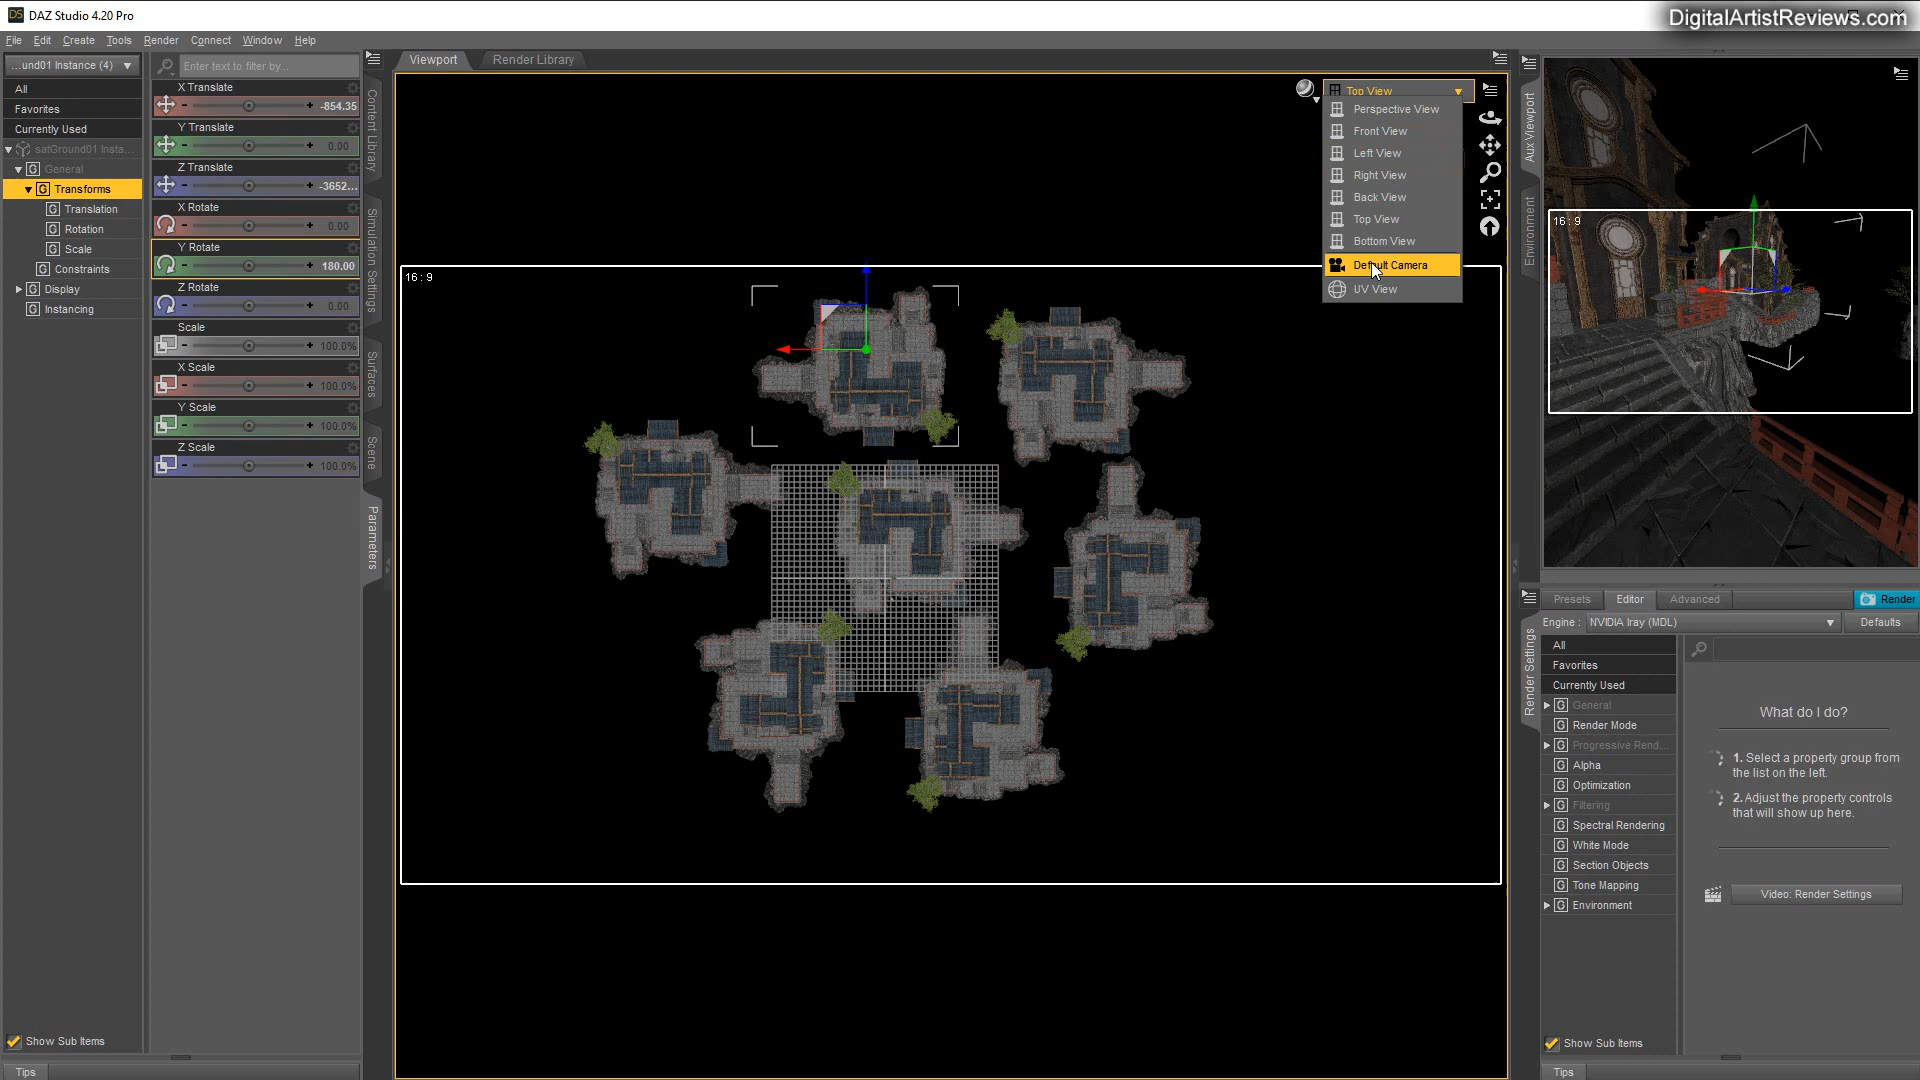 DS DAZ Studio 4.20 Pro
DigitalArtistReviews.com
File Edit Create Tools Render Connect Window Help
...und01 Instance (4)
All
Favorites
Currently Used
satGround01 Insta...
General
Transforms
Translation
Rotation
Scale
Constraints
Display
Instancing
Show Sub Items
Tips
Enter text to filter by...
X Translate
-854.35
Y Translate
0.00
Z Translate
-3652...
X Rotate
0.00
Y Rotate
180.00
Z Rotate
0.00
Scale
100.0%
X Scale
100.0%
Y Scale
100.0%
Z Scale
100.0%
Content Library
Simulation Settings
Surfaces
Scene
Parameters
Viewport
Render Library
16 : 9
Top View
Perspective View
Front View
Left View
Right View
Back View
Top View
Bottom View
Default Camera
UV View
Aux Viewport
Environment
16 : 9
Render Settings
Presets
Editor
Advanced
Render
Engine : NVIDIA Iray (MDL)
Defaults
All
Favorites
Currently Used
General
Render Mode
Progressive Rend...
Alpha
Optimization
Filtering
Spectral Rendering
White Mode
Section Objects
Tone Mapping
Environment
What do I do?
1. Select a property group from
the list on the left.
2. Adjust the property controls
that will show up here.
Video: Render Settings
Show Sub Items
Tips